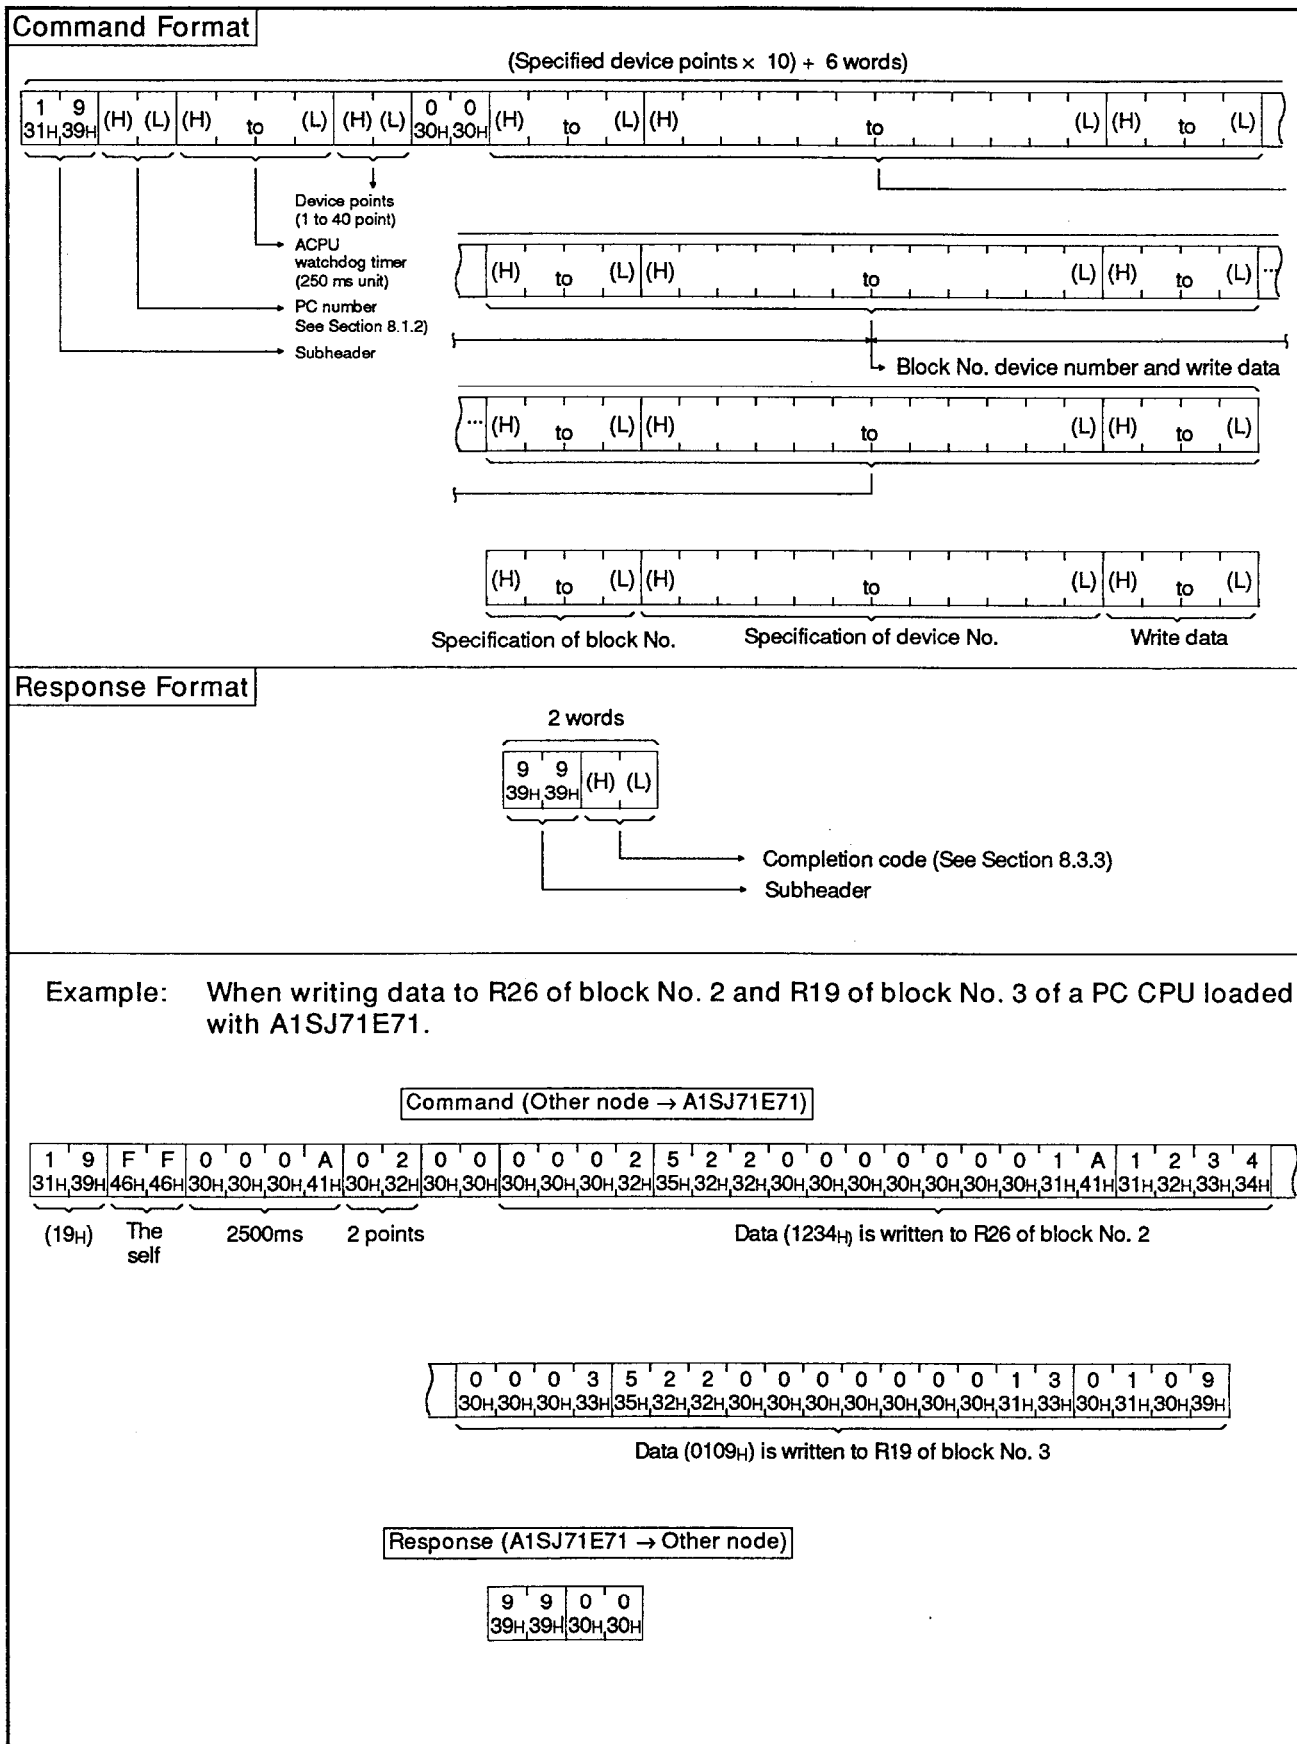 Command Format
(Specified device points × 10) + 6 words)
1 9 (H) (L) (H) to (L) (H) (L) 0 0 (H) to (L) (H) to (L) (H) to (L)
31H 39H 30H 30H
Device points
(1 to 40 point)
ACPU
watchdog timer
(250 ms unit)
PC number
See Section 8.1.2)
Subheader
(H) to (L) (H) to (L) (H) to (L) ...
Block No. device number and write data
... (H) to (L) (H) to (L) (H) to (L)
(H) to (L) (H) to (L) (H) to (L)
Specification of block No. Specification of device No. Write data
Response Format
2 words
9 9 (H) (L)
39H 39H
Completion code (See Section 8.3.3)
Subheader
Example: When writing data to R26 of block No. 2 and R19 of block No. 3 of a PC CPU loaded
with A1SJ71E71.
Command (Other node → A1SJ71E71)
1 9 F F 0 0 0 A 0 2 0 0 0 0 0 2 5 2 2 0 0 0 0 0 0 0 1 A 1 2 3 4
31H 39H 46H 46H 30H 30H 30H 41H 30H 32H 30H 30H 30H 30H 30H 32H 35H 32H 32H 30H 30H 30H 30H 30H 30H 30H 31H 41H 31H 32H 33H 34H
(19H) The self 2500ms 2 points Data (1234H) is written to R26 of block No. 2
0 0 0 3 5 2 2 0 0 0 0 0 0 0 1 3 0 1 0 9
30H 30H 30H 33H 35H 32H 32H 30H 30H 30H 30H 30H 30H 30H 31H 33H 30H 31H 30H 39H
Data (0109H) is written to R19 of block No. 3
Response (A1SJ71E71 → Other node)
9 9 0 0
39H 39H 30H 30H